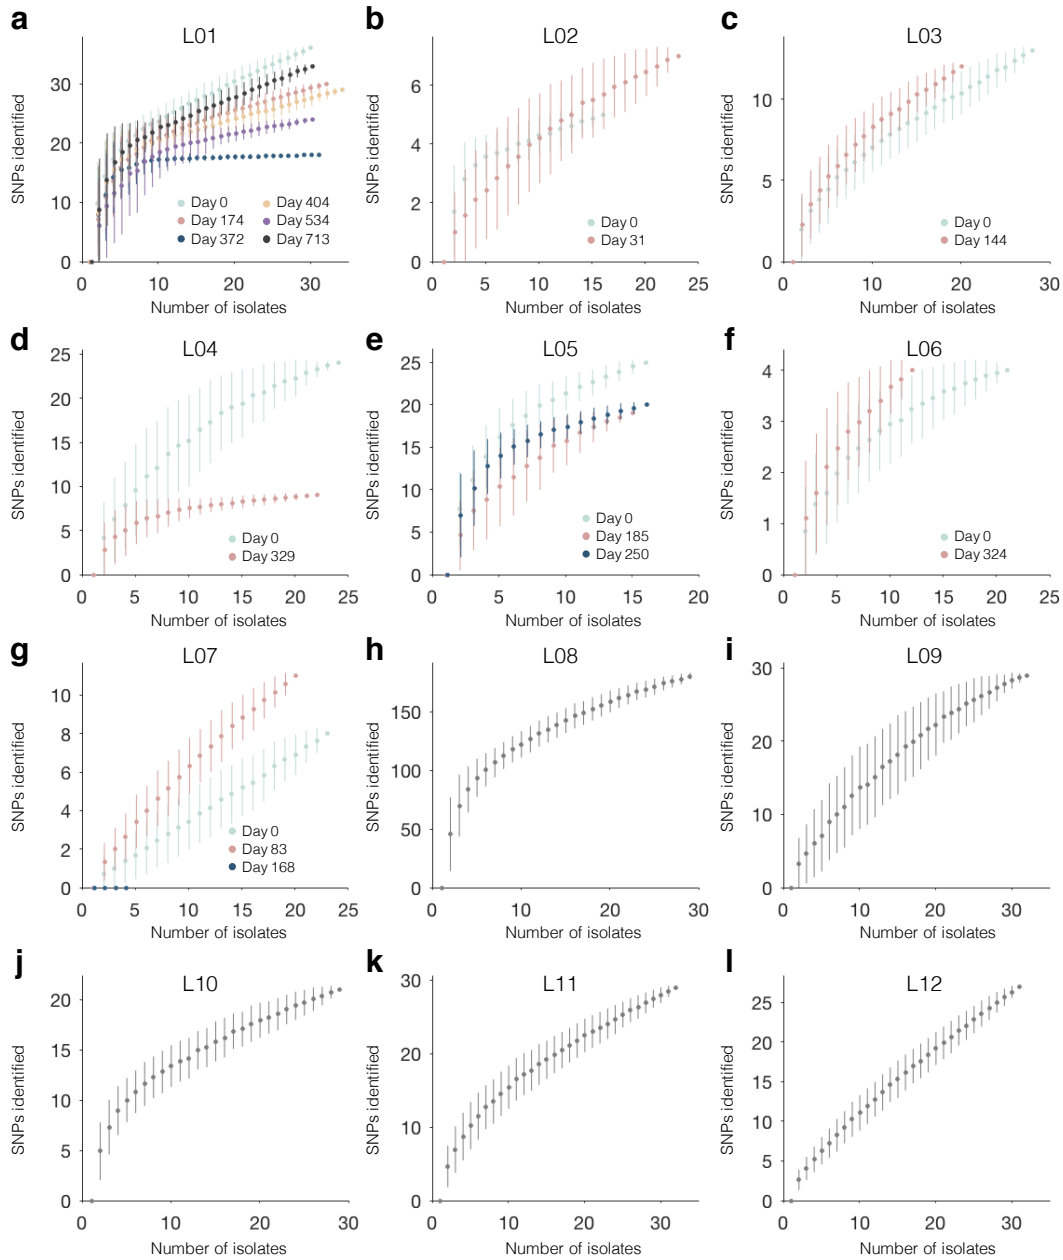 a
L01
SNPs identified
30
20
10
0
Day 0
Day 174
Day 372
Day 404
Day 534
Day 713
0 10 20 30
Number of isolates
b
L02
SNPs identified
6
4
2
0
Day 0
Day 31
0 5 10 15 20 25
Number of isolates
c
L03
SNPs identified
10
5
0
Day 0
Day 144
0 10 20 30
Number of isolates
d
L04
SNPs identified
25
20
15
10
5
0
Day 0
Day 329
0 5 10 15 20 25
Number of isolates
e
L05
SNPs identified
25
20
15
10
5
0
Day 0
Day 185
Day 250
0 5 10 15 20
Number of isolates
f
L06
SNPs identified
4
3
2
1
0
Day 0
Day 324
0 5 10 15 20 25
Number of isolates
g
L07
SNPs identified
10
8
6
4
2
0
Day 0
Day 83
Day 168
0 5 10 15 20 25
Number of isolates
h
L08
SNPs identified
150
100
50
0
0 10 20 30
Number of isolates
i
L09
SNPs identified
30
20
10
0
0 10 20 30
Number of isolates
j
L10
SNPs identified
20
15
10
5
0
0 10 20 30
Number of isolates
k
L11
SNPs identified
30
20
10
0
0 10 20 30
Number of isolates
l
L12
SNPs identified
25
20
15
10
5
0
0 10 20 30
Number of isolates